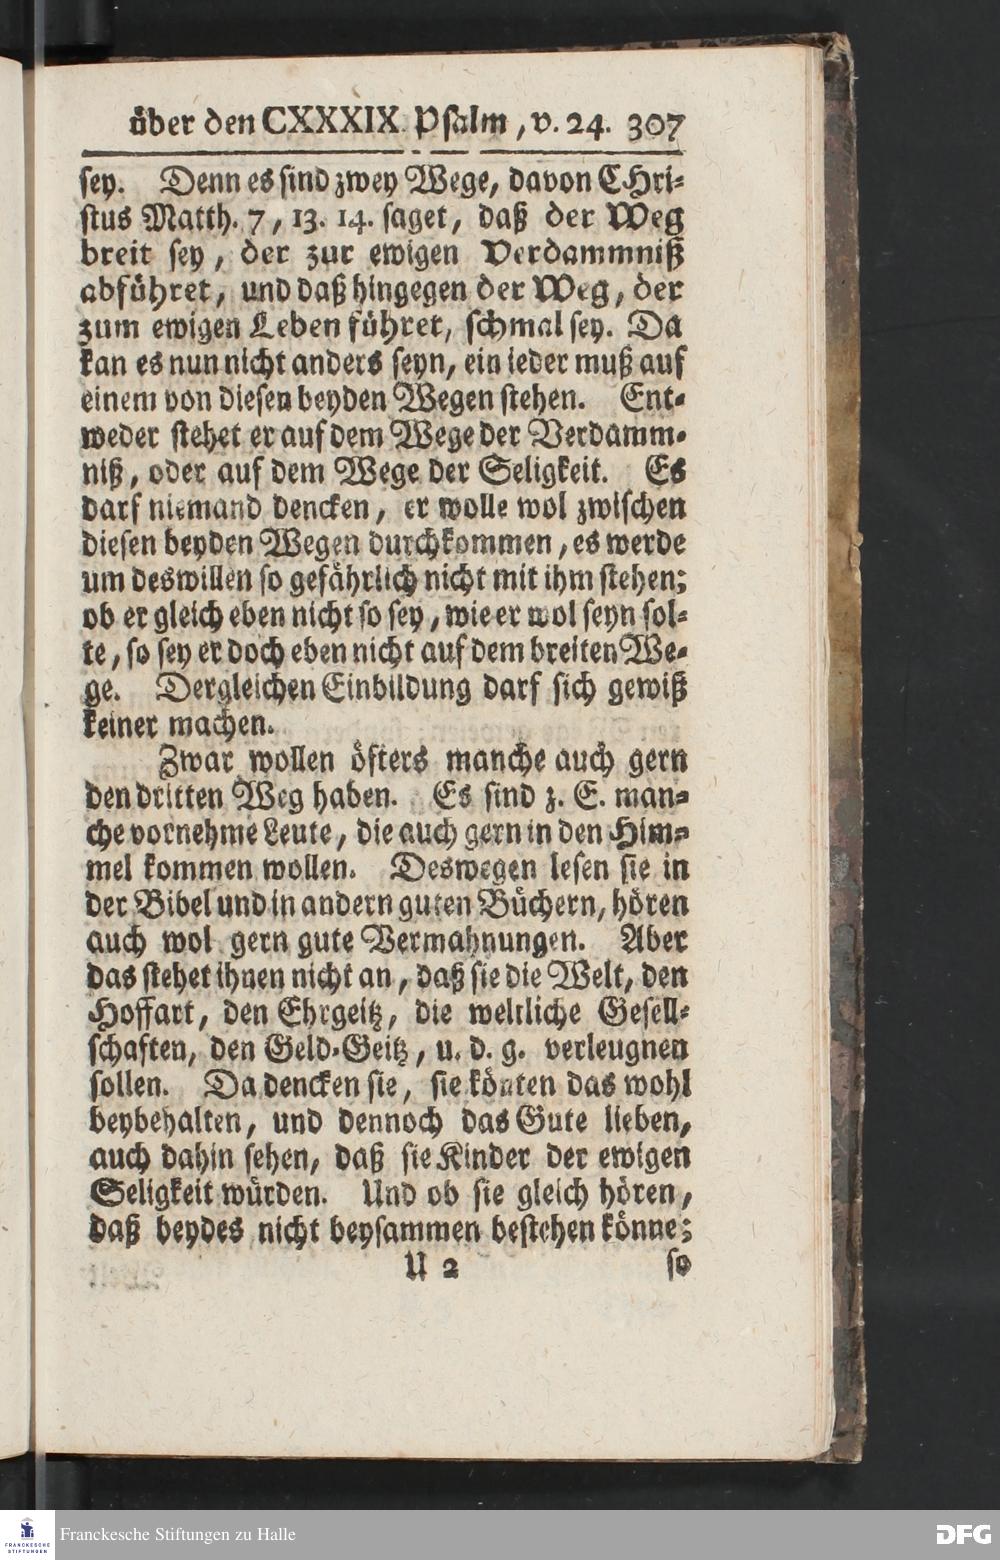 über den CXXXIX. Psalm, v. 24. 307
sey. Denn es sind zwey Wege, davon CHri-
stus Matth. 7, 13. 14. saget, daß der Weg
breit sey, der zur ewigen Verdammniß
abführet, und daß hingegen der Weg, der
zum ewigen Leben führet, schmal sey. Da
kan es nun nicht anders seyn, ein ieder muß auf
einem von diesen beyden Wegen stehen. Ent-
weder stehet er auf dem Wege der Verdamm-
niß, oder auf dem Wege der Seligkeit. Es
darf niemand dencken, er wolle wol zwischen
diesen beyden Wegen durchkommen, es werde
um deswillen so gefährlich nicht mit ihm stehen;
ob er gleich eben nicht so sey, wie er wol seyn sol-
te, so sey er doch eben nicht auf dem breiten We-
ge. Dergleichen Einbildung darf sich gewiß
keiner machen.
Zwar wollen öfters manche auch gern
den dritten Weg haben. Es sind z. E. man-
che vornehme Leute, die auch gern in den Him-
mel kommen wollen. Deswegen lesen sie in
der Bibel und in andern guten Büchern, hören
auch wol gern gute Vermahnungen. Aber
das stehet ihnen nicht an, daß sie die Welt, den
Hoffart, den Ehrgeitz, die weltliche Gesell-
schaften, den Geld-Geitz, u. d. g. verleugnen
sollen. Da dencken sie, sie könten das wohl
beybehalten, und dennoch das Gute lieben,
auch dahin sehen, daß sie Kinder der ewigen
Seligkeit würden. Und ob sie gleich hören,
daß beydes nicht beysammen bestehen könne;
U 2 so
FRANCKESCHE
STIFTUNGEN
Franckesche Stiftungen zu Halle
DFG